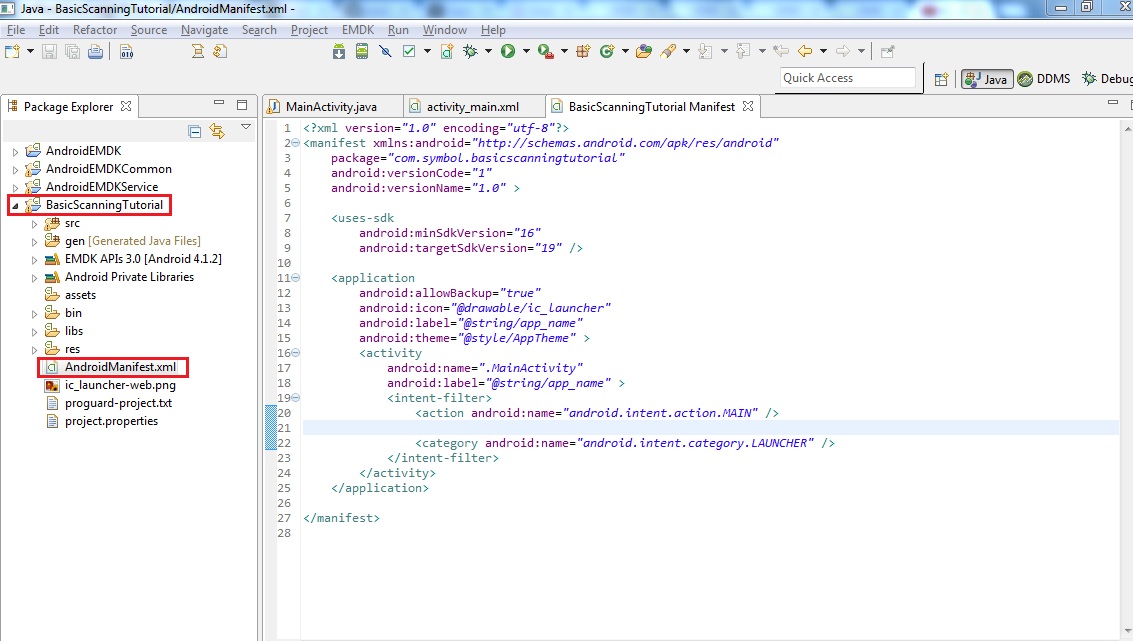 Java - BasicScanningTutorial/AndroidManifest.xml -
File Edit Refactor Source Navigate Search Project EMDK Run Window Help
Quick Access
Java
DDMS
Debug
Package Explorer
MainActivity.java
activity_main.xml
BasicScanningTutorial Manifest
AndroidEMDK
AndroidEMDKCommon
AndroidEMDKService
BasicScanningTutorial
src
gen [Generated Java Files]
EMDK APIs 3.0 [Android 4.1.2]
Android Private Libraries
assets
bin
libs
res
AndroidManifest.xml
ic_launcher-web.png
proguard-project.txt
project.properties
1 <?xml version="1.0" encoding="utf-8"?>
2 <manifest xmlns:android="http://schemas.android.com/apk/res/android"
3 package="com.symbol.basicscanningtutorial"
4 android:versionCode="1"
5 android:versionName="1.0" >
6
7 <uses-sdk
8 android:minSdkVersion="16"
9 android:targetSdkVersion="19" />
10
11 <application
12 android:allowBackup="true"
13 android:icon="@drawable/ic_launcher"
14 android:label="@string/app_name"
15 android:theme="@style/AppTheme" >
16 <activity
17 android:name=".MainActivity"
18 android:label="@string/app_name" >
19 <intent-filter>
20 <action android:name="android.intent.action.MAIN" />
21
22 <category android:name="android.intent.category.LAUNCHER" />
23 </intent-filter>
24 </activity>
25 </application>
26
27 </manifest>
28